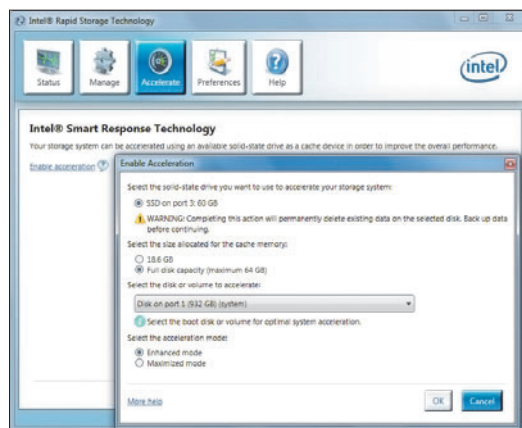 Intel® Rapid Storage Technology
Status
Manage
Accelerate
Preferences
Help
intel
Intel® Smart Response Technology
Your storage system can be accelerated using an available solid-state drive as a cache device in order to improve the overall performance.
Enable acceleration
Enable Acceleration
Select the solid-state drive you want to use to accelerate your storage system:
SSD on port 3: 60 GB
WARNING: Completing this action will permanently delete existing data on the selected disk. Back up data
before continuing.
Select the size allocated for the cache memory:
18.6 GB
Full disk capacity (maximum 64 GB)
Select the disk or volume to accelerate:
Disk on port 1 (932 GB) (system)
Select the boot disk or volume for optimal system acceleration.
Select the acceleration mode:
Enhanced mode
Maximized mode
More help
OK
Cancel